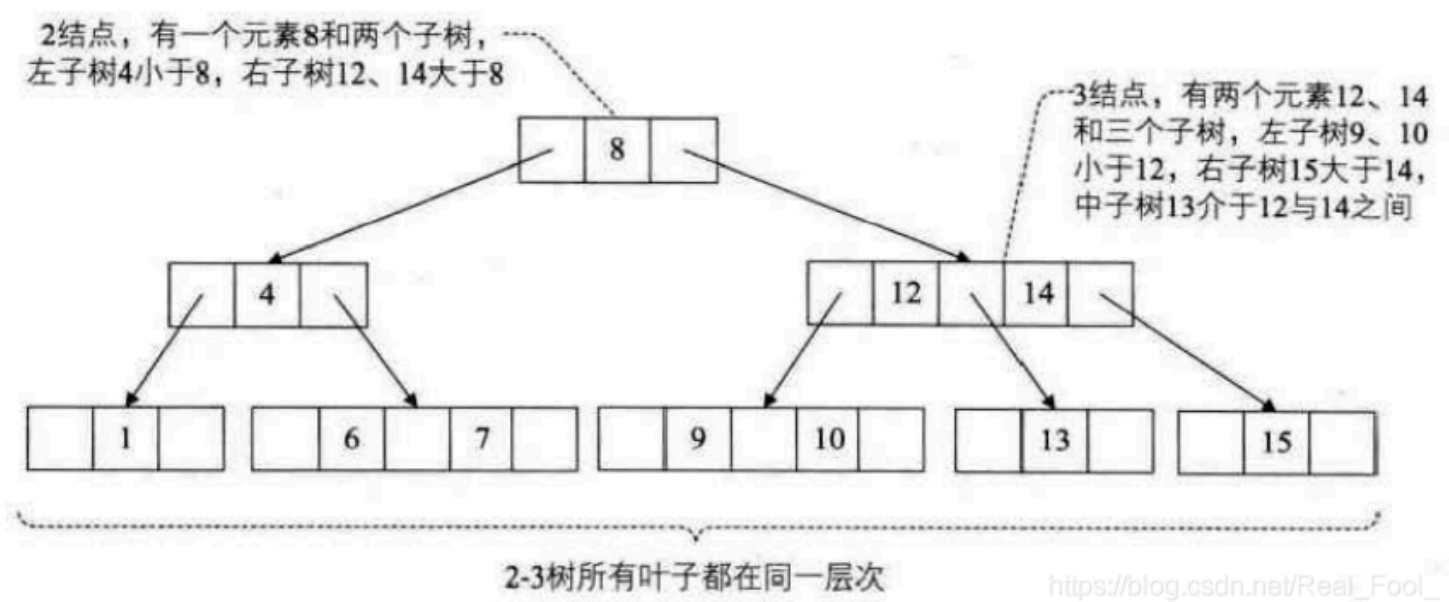 2结点，有一个元素8和两个子树，
左子树4小于8，右子树12、14大于8
3结点，有两个元素12、14
和三个子树，左子树9、10
小于12，右子树15大于14，
中子树13介于12与14之间
8
4
12 14
1 6 7 9 10 13 15
2-3树所有叶子都在同一层次
https://blog.csdn.net/Real_Fool_